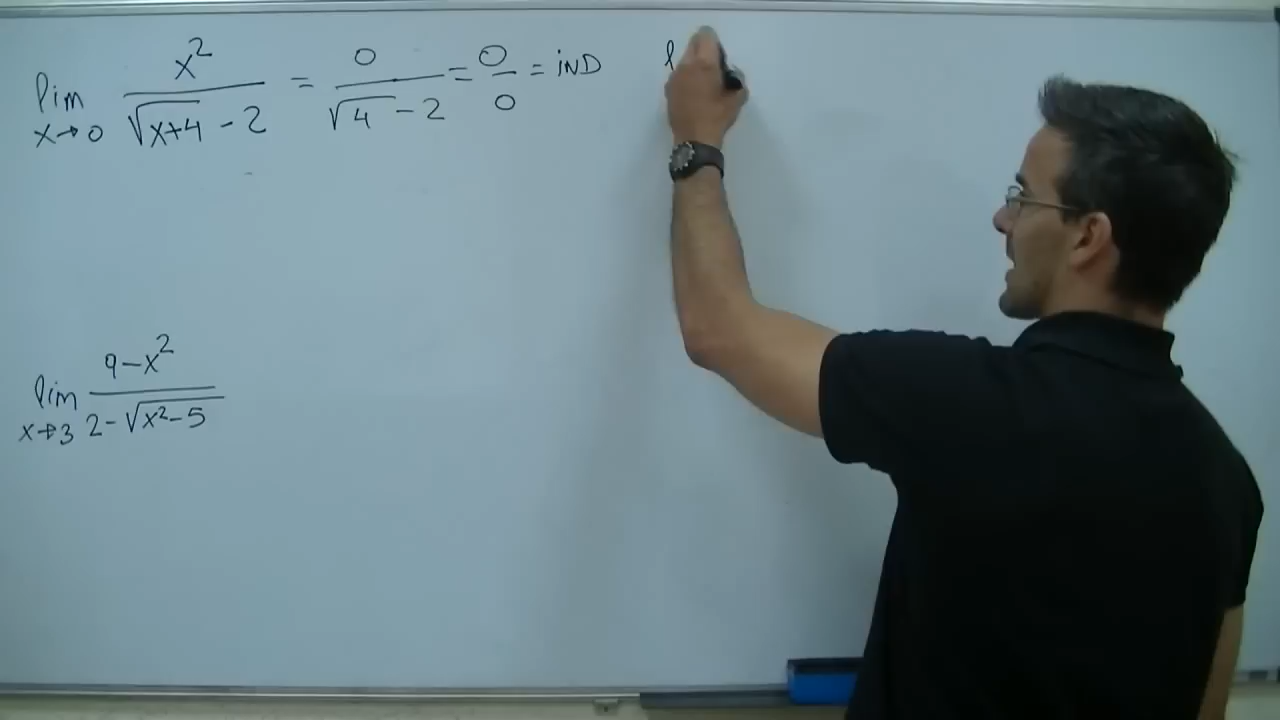 lim x→0 x² / (√(x+4) - 2) = 0 / (√4 - 2) = 0/0 = iND l
lim x→3 (9-x²) / (2-√(x²-5))